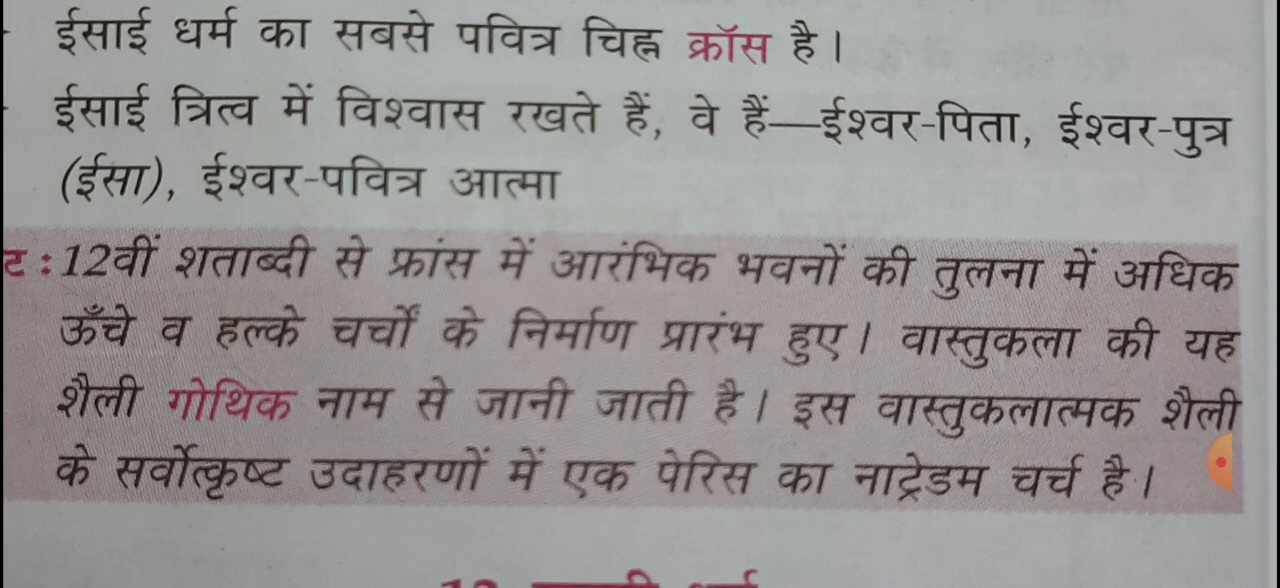 ईसाई धर्म का सबसे पवित्र चिह्न क्रॉस है।
ईसाई त्रित्व में विश्वास रखते हैं, वे हैं—ईश्वर-पिता, ईश्वर-पुत्र
(ईसा), ईश्वर-पवित्र आत्मा
ट : 12वीं शताब्दी से फ्रांस में आरंभिक भवनों की तुलना में अधिक
ऊँचे व हल्के चर्चों के निर्माण प्रारंभ हुए। वास्तुकला की यह
शैली गोथिक नाम से जानी जाती है। इस वास्तुकलात्मक शैली
के सर्वोत्कृष्ट उदाहरणों में एक पेरिस का नाट्रेडम चर्च है।